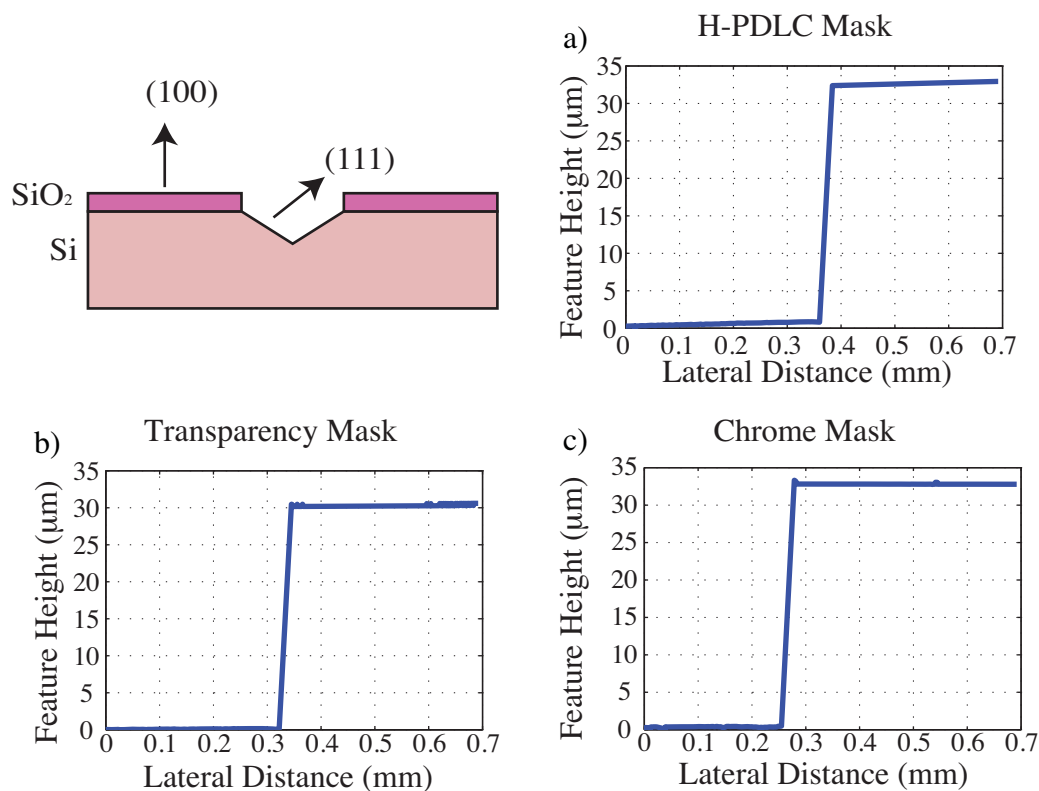 (100)
(111)
SiO₂
Si
a)
H-PDLC Mask
Feature Height (μm)
35
30
25
20
15
10
5
0
0 0.1 0.2 0.3 0.4 0.5 0.6 0.7
Lateral Distance (mm)
b)
Transparency Mask
Feature Height (μm)
35
30
25
20
15
10
5
0
0 0.1 0.2 0.3 0.4 0.5 0.6 0.7
Lateral Distance (mm)
c)
Chrome Mask
Feature Height (μm)
35
30
25
20
15
10
5
0
0 0.1 0.2 0.3 0.4 0.5 0.6 0.7
Lateral Distance (mm)